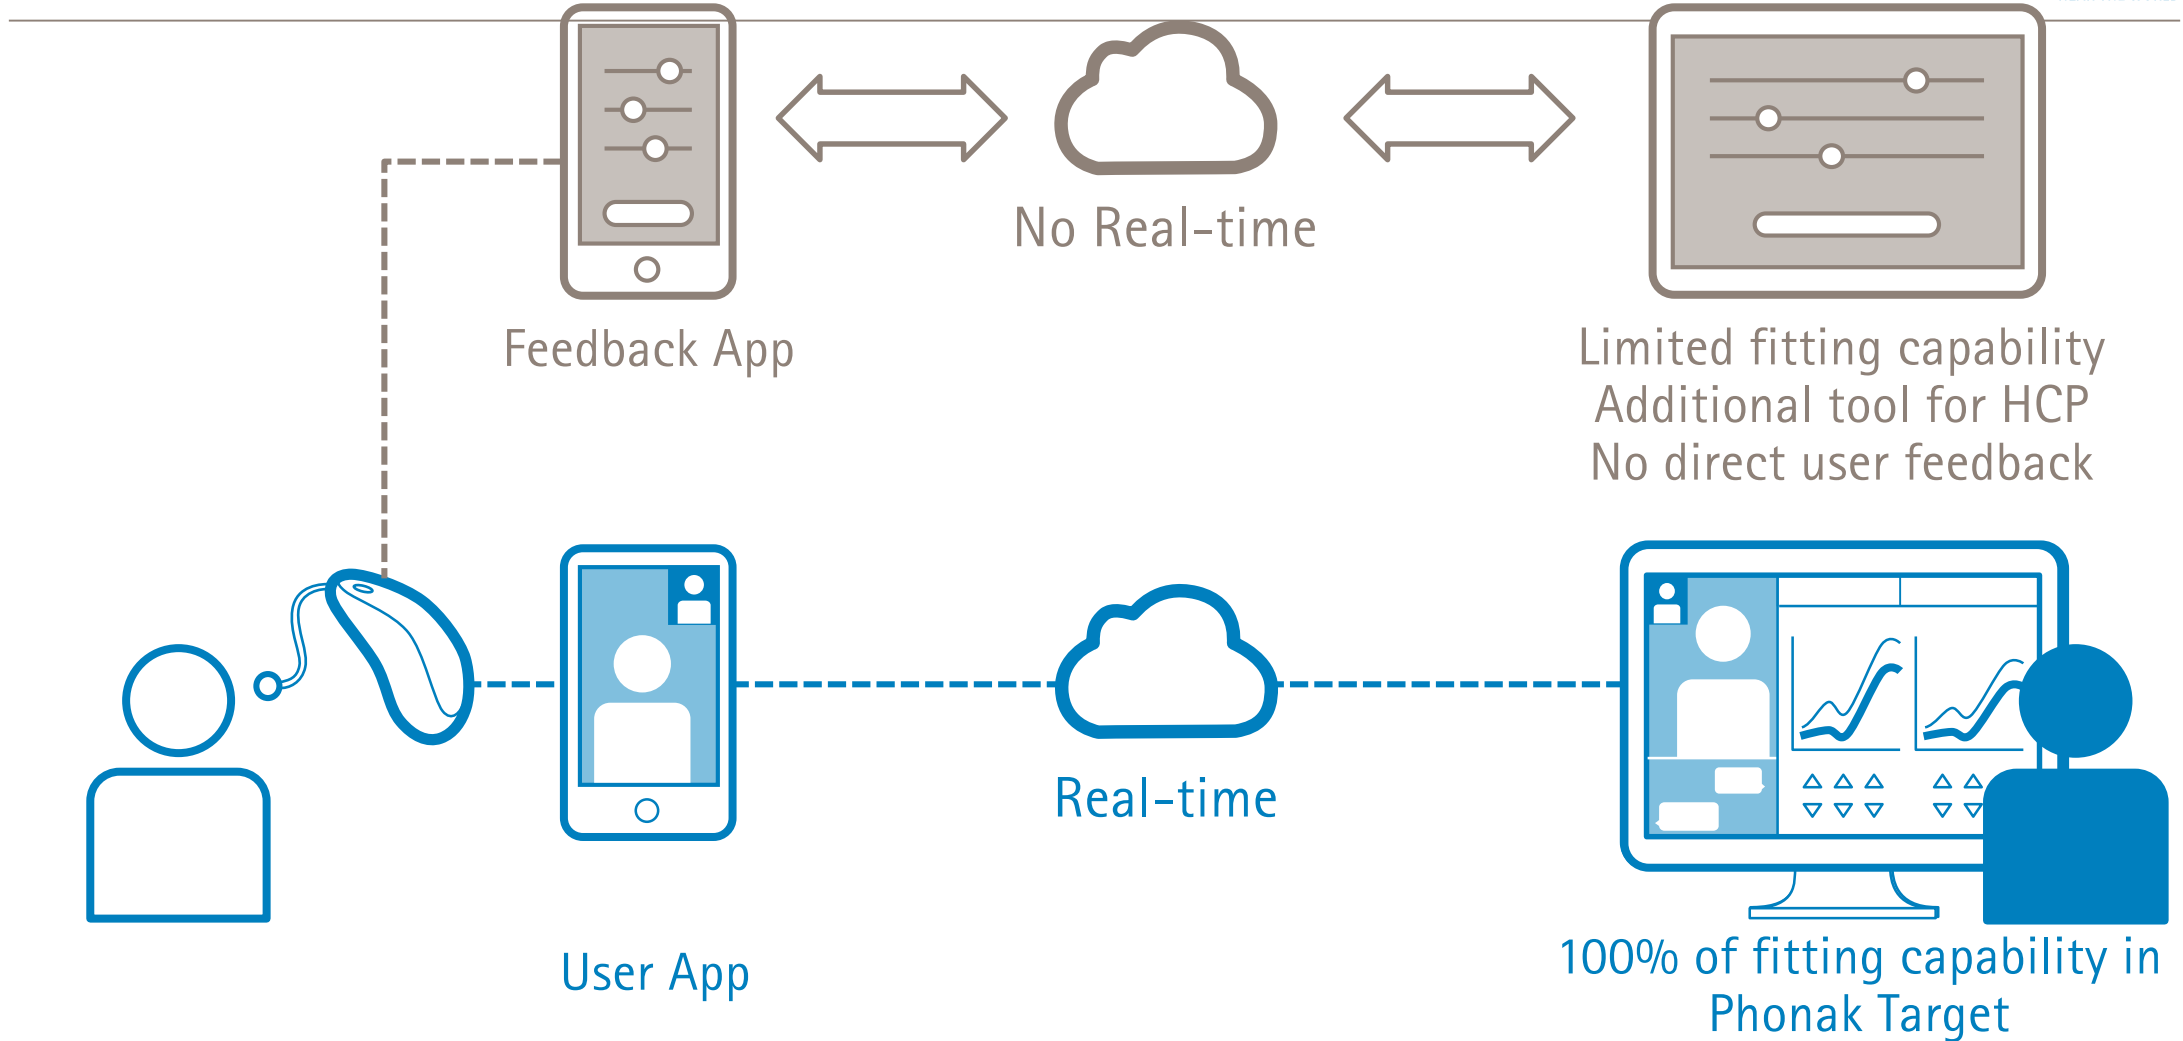 No Real-time
Feedback App
Limited fitting capability
Additional tool for HCP
No direct user feedback
Real-time
User App
100% of fitting capability in
Phonak Target